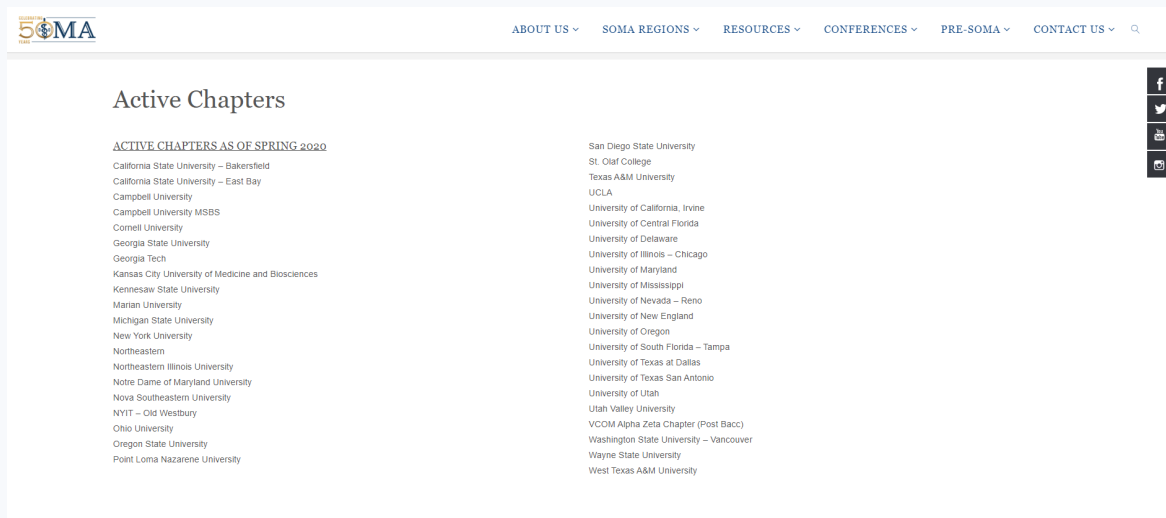 CELEBRATING
50MA
YEARS
ABOUT US
SOMA REGIONS
RESOURCES
CONFERENCES
PRE-SOMA
CONTACT US
Active Chapters
ACTIVE CHAPTERS AS OF SPRING 2020
California State University – Bakersfield
California State University – East Bay
Campbell University
Campbell University MSBS
Cornell University
Georgia State University
Georgia Tech
Kansas City University of Medicine and Biosciences
Kennesaw State University
Marian University
Michigan State University
New York University
Northeastern
Northeastern Illinois University
Notre Dame of Maryland University
Nova Southeastern University
NYIT – Old Westbury
Ohio University
Oregon State University
Point Loma Nazarene University
San Diego State University
St. Olaf College
Texas A&M University
UCLA
University of California, Irvine
University of Central Florida
University of Delaware
University of Illinois – Chicago
University of Maryland
University of Mississippi
University of Nevada – Reno
University of New England
University of Oregon
University of South Florida – Tampa
University of Texas at Dallas
University of Texas San Antonio
University of Utah
Utah Valley University
VCOM Alpha Zeta Chapter (Post Bacc)
Washington State University – Vancouver
Wayne State University
West Texas A&M University
You
Tube